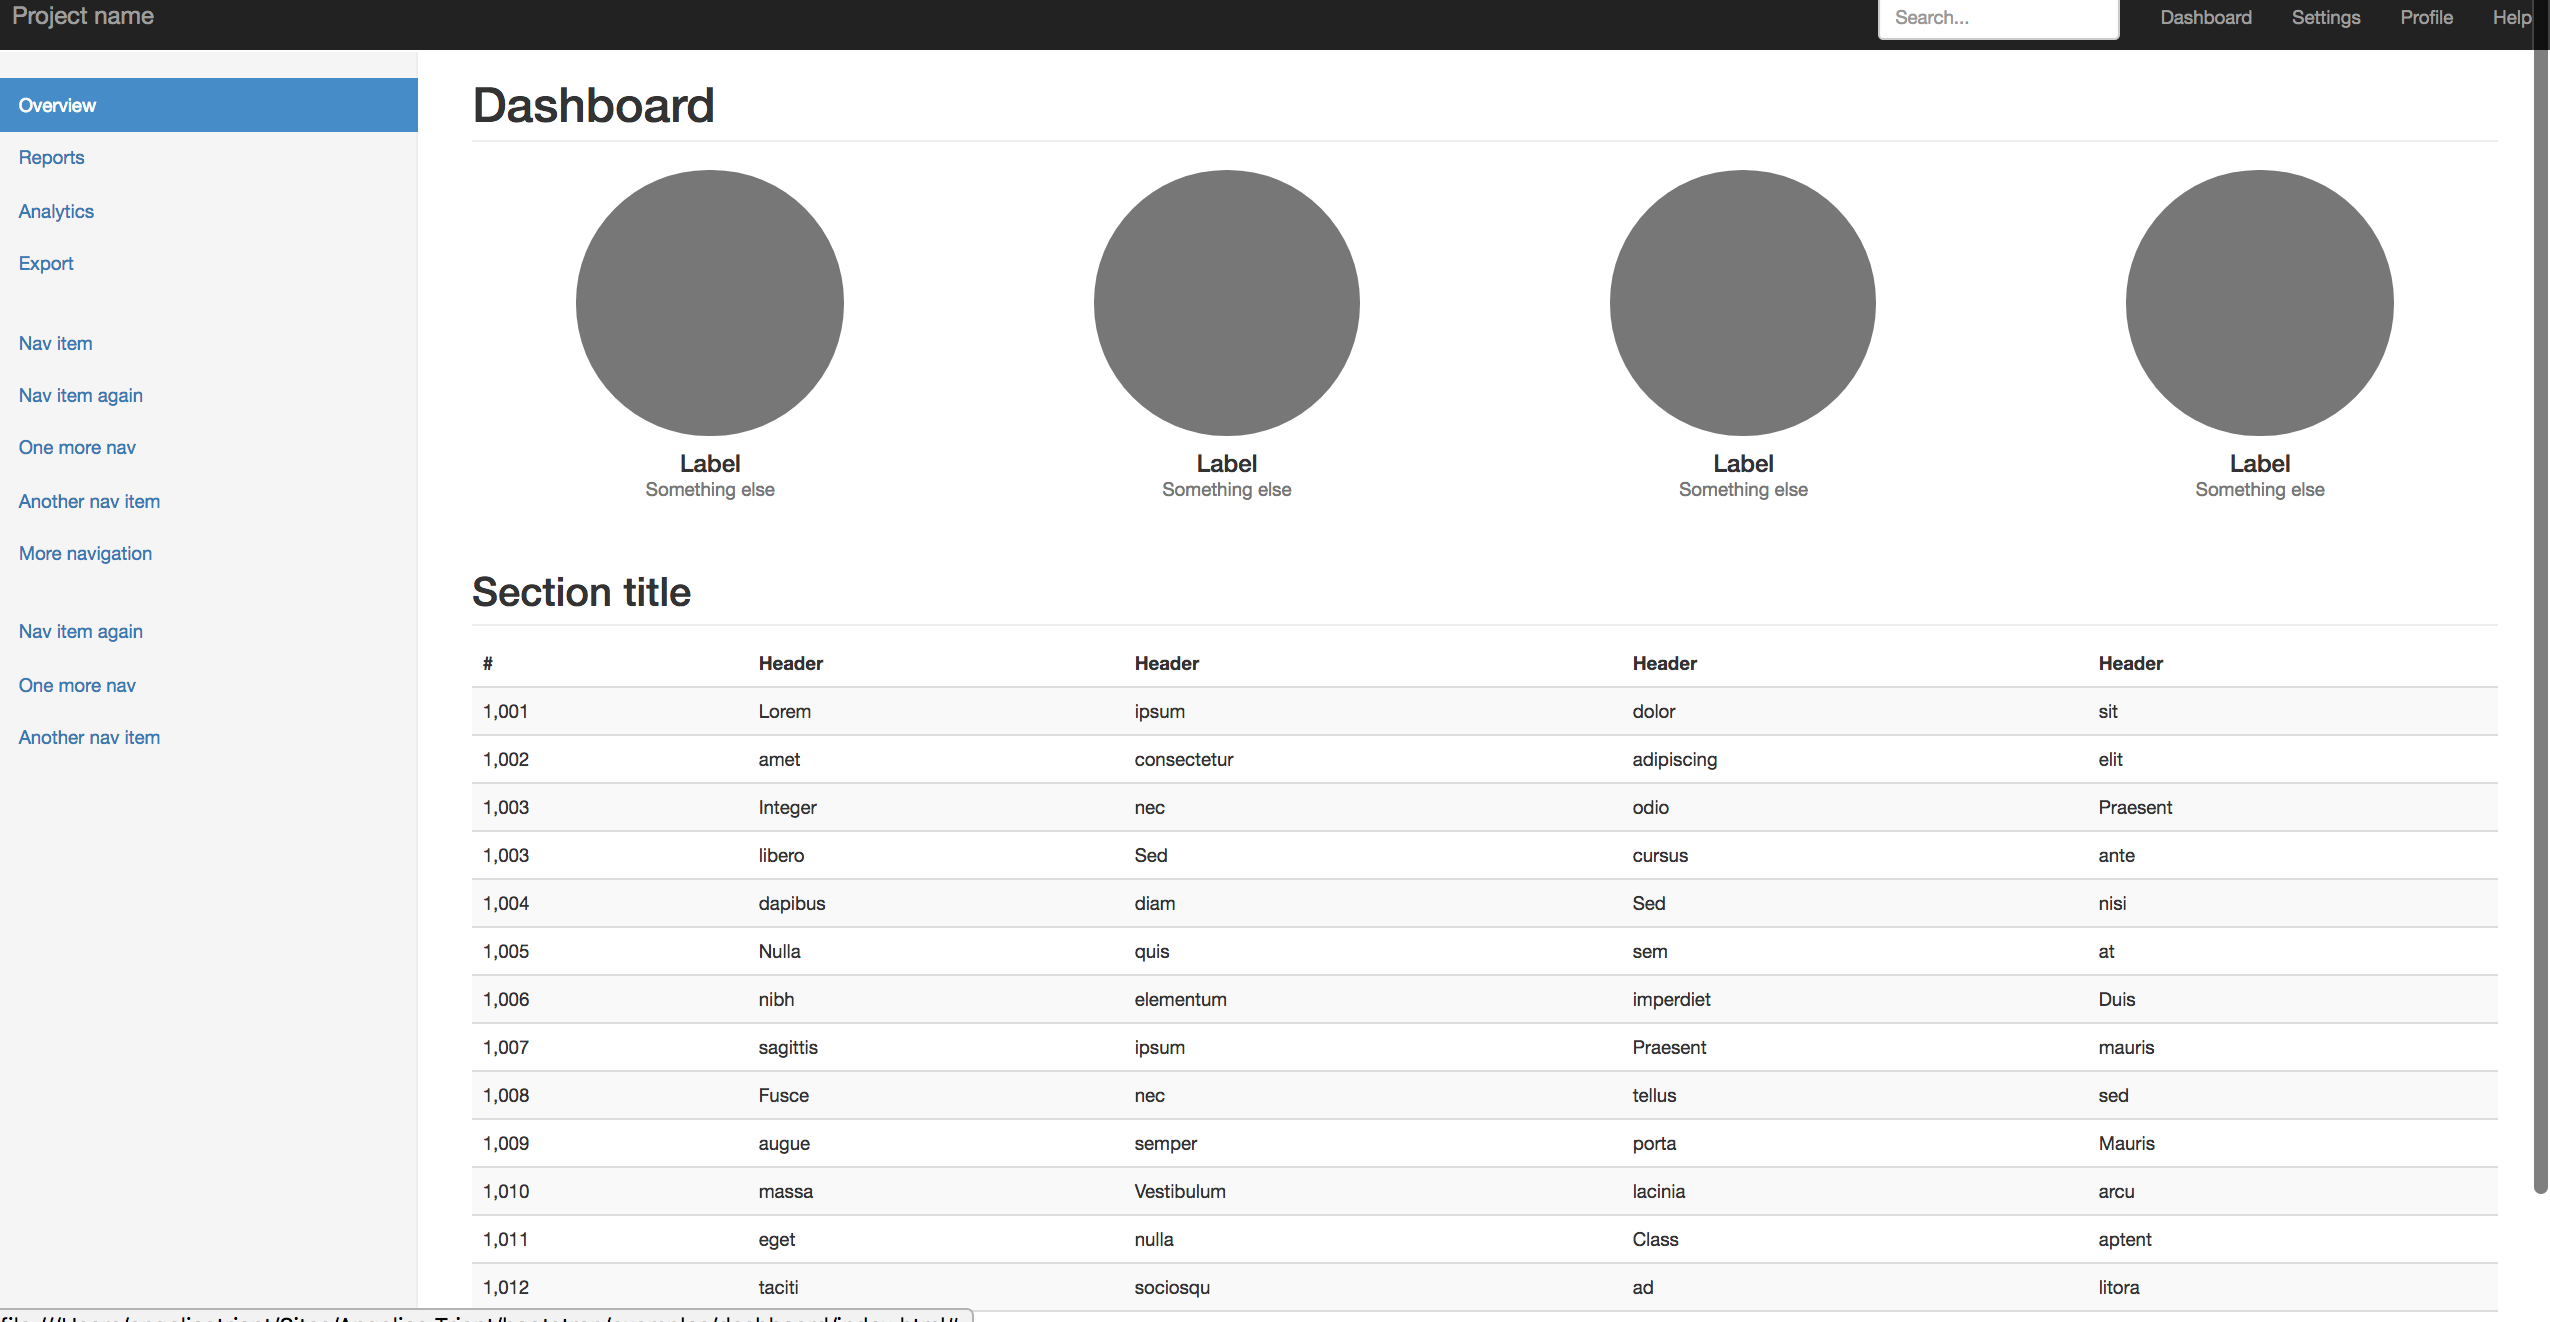 Project name
Search...
Dashboard Settings Profile Help
Overview
Reports
Analytics
Export
Nav item
Nav item again
One more nav
Another nav item
More navigation
Nav item again
One more nav
Another nav item
Dashboard
Label
Something else
Label
Something else
Label
Something else
Label
Something else
Section title
# Header Header Header Header
1,001 Lorem ipsum dolor sit
1,002 amet consectetur adipiscing elit
1,003 Integer nec odio Praesent
1,003 libero Sed cursus ante
1,004 dapibus diam Sed nisi
1,005 Nulla quis sem at
1,006 nibh elementum imperdiet Duis
1,007 sagittis ipsum Praesent mauris
1,008 Fusce nec tellus sed
1,009 augue semper porta Mauris
1,010 massa Vestibulum lacinia arcu
1,011 eget nulla Class aptent
1,012 taciti sociosqu ad litora